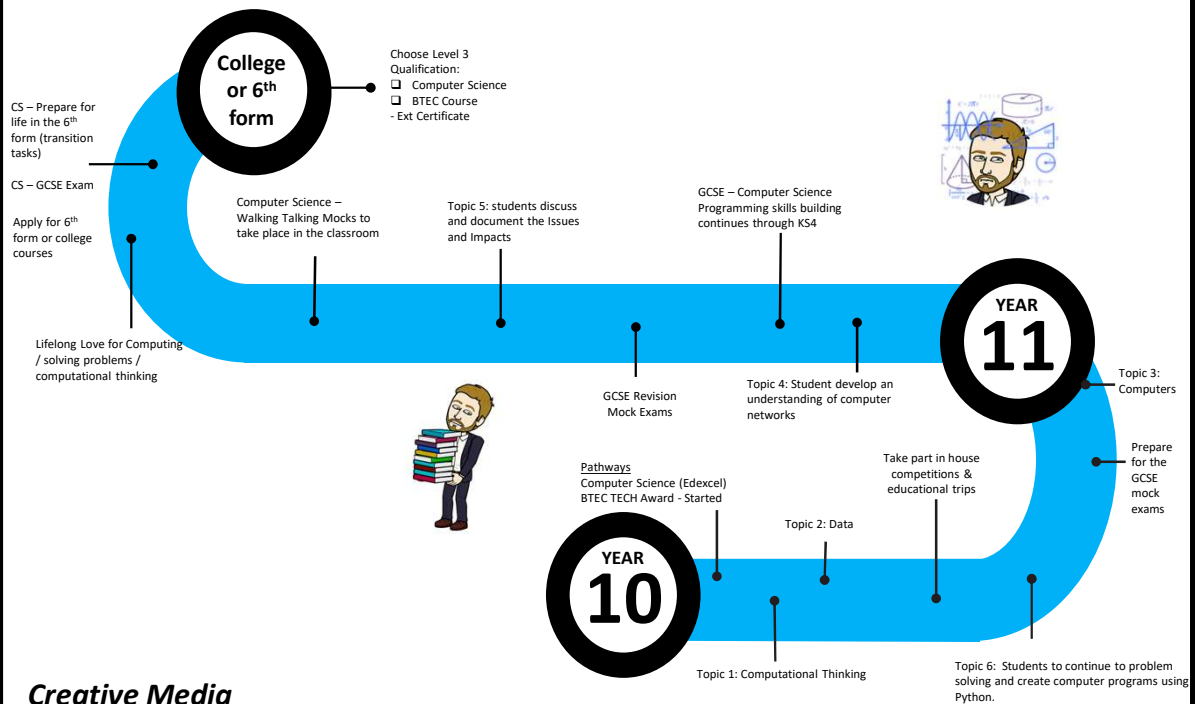 College
or 6th
form
Choose Level 3
Qualification:
❑ Computer Science
❑ BTEC Course
- Ext Certificate
CS – Prepare for
life in the 6th
form (transition
tasks)
CS – GCSE Exam
Apply for 6th
form or college
courses
Lifelong Love for Computing
/ solving problems /
computational thinking
Computer Science –
Walking Talking Mocks to
take place in the classroom
Topic 5: students discuss
and document the Issues
and Impacts
GCSE – Computer Science
Programming skills building
continues through KS4
GCSE Revision
Mock Exams
Topic 4: Student develop an
understanding of computer
networks
YEAR
11
Topic 3:
Computers
Prepare
for the
GCSE
mock
exams
Take part in house
competitions &
educational trips
Pathways
Computer Science (Edexcel)
BTEC TECH Award - Started
Topic 2: Data
YEAR
10
Topic 1: Computational Thinking
Topic 6: Students to continue to problem
solving and create computer programs using
Python.
Creative Media